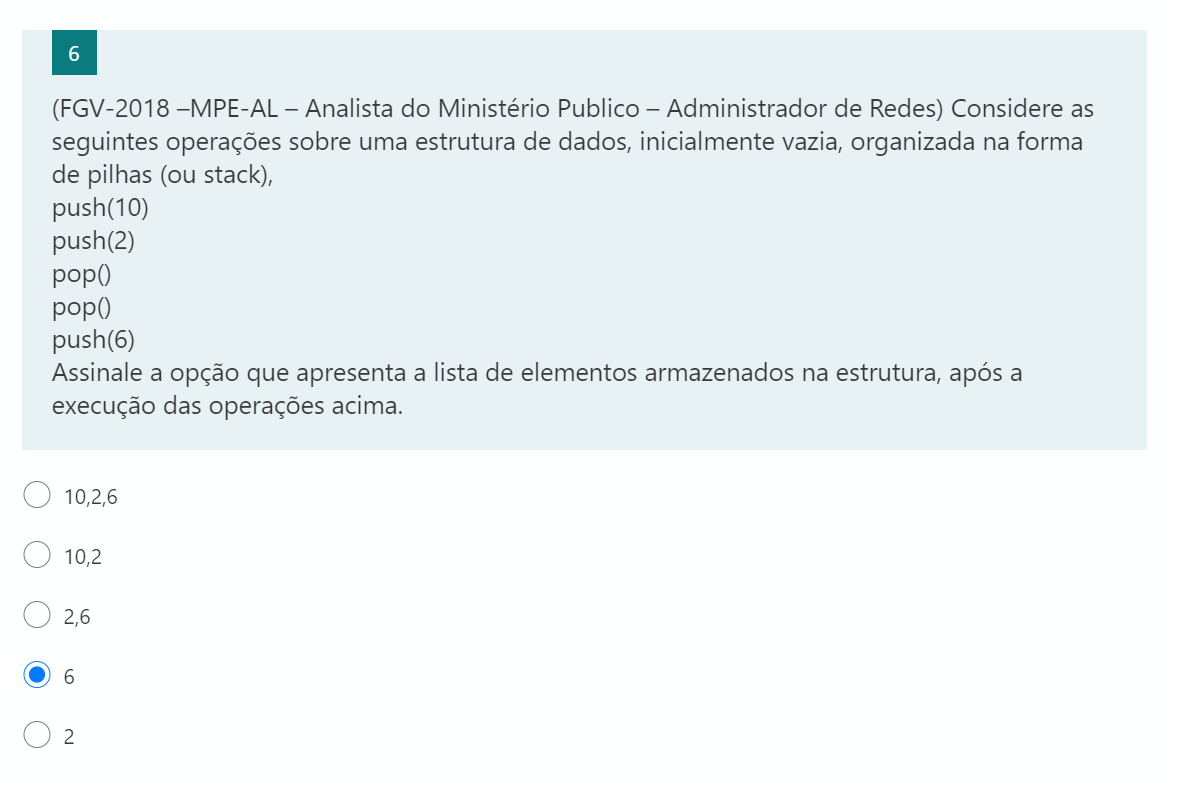 6
(FGV-2018 –MPE-AL – Analista do Ministério Publico – Administrador de Redes) Considere as
seguintes operações sobre uma estrutura de dados, inicialmente vazia, organizada na forma
de pilhas (ou stack),
push(10)
push(2)
pop()
pop()
push(6)
Assinale a opção que apresenta a lista de elementos armazenados na estrutura, após a
execução das operações acima.
10,2,6
10,2
2,6
6
2